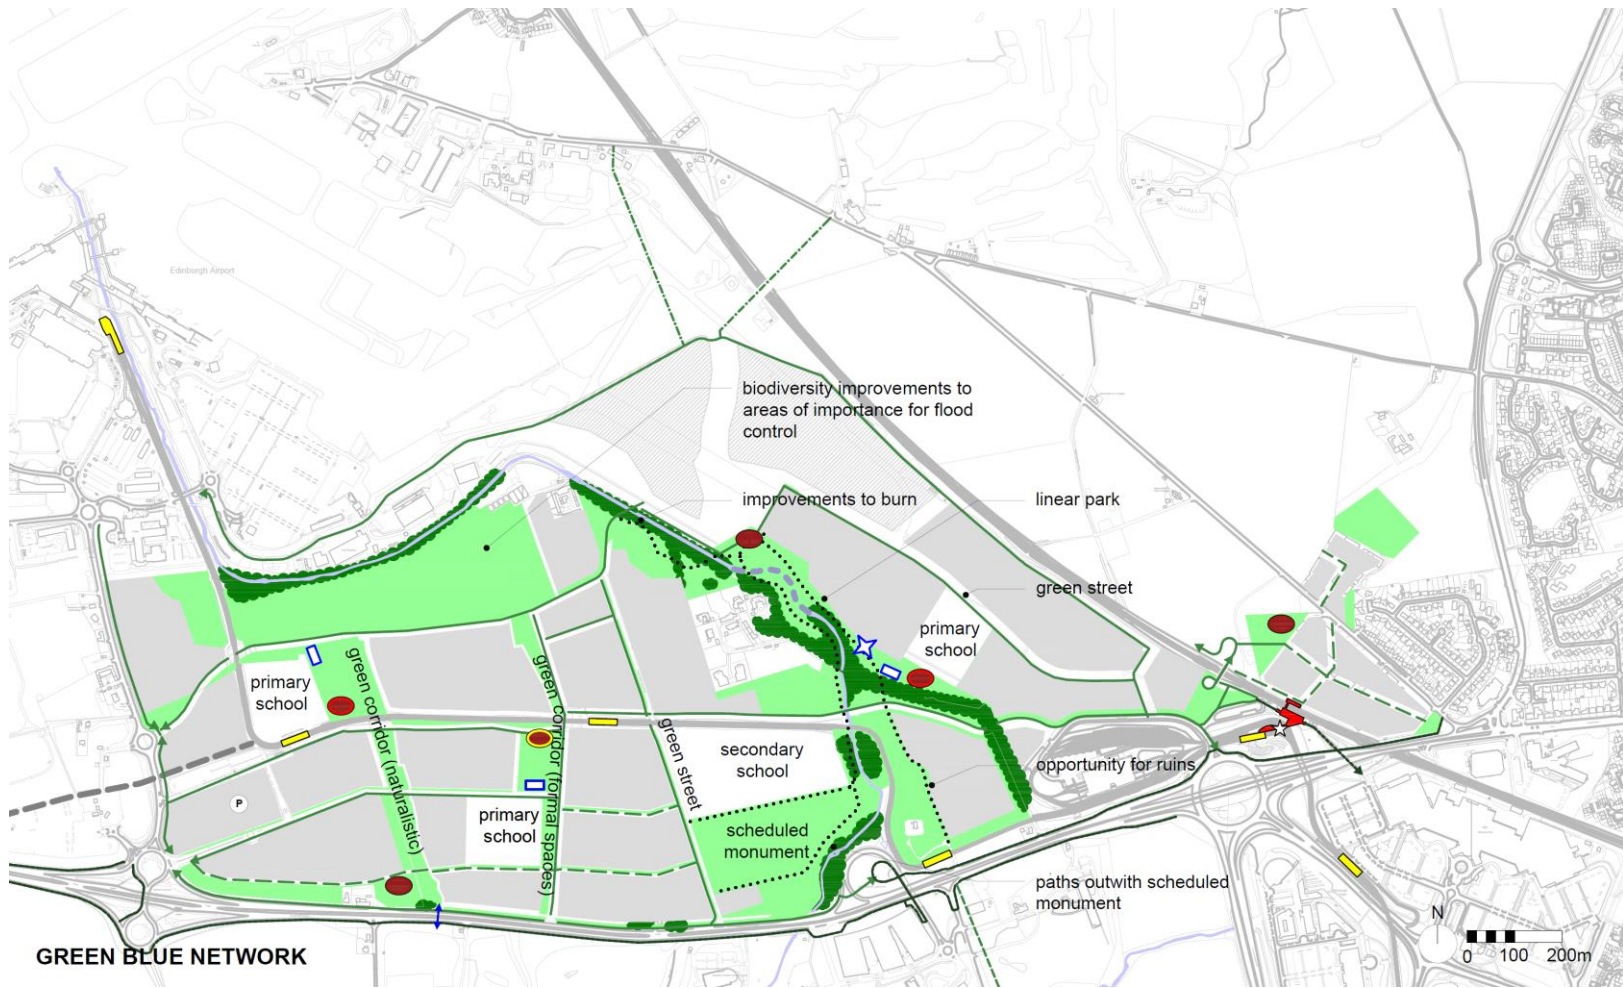 Edinburgh Airport
biodiversity improvements to
areas of importance for flood
control
improvements to burn
linear park
green street
primary
school
primary
school
green corridor (naturalistic)
green corridor (formal spaces)
green street
secondary
school
opportunity for ruins
P
primary
school
scheduled
monument
paths outwith scheduled
monument
N
0 100 200m
GREEN BLUE NETWORK